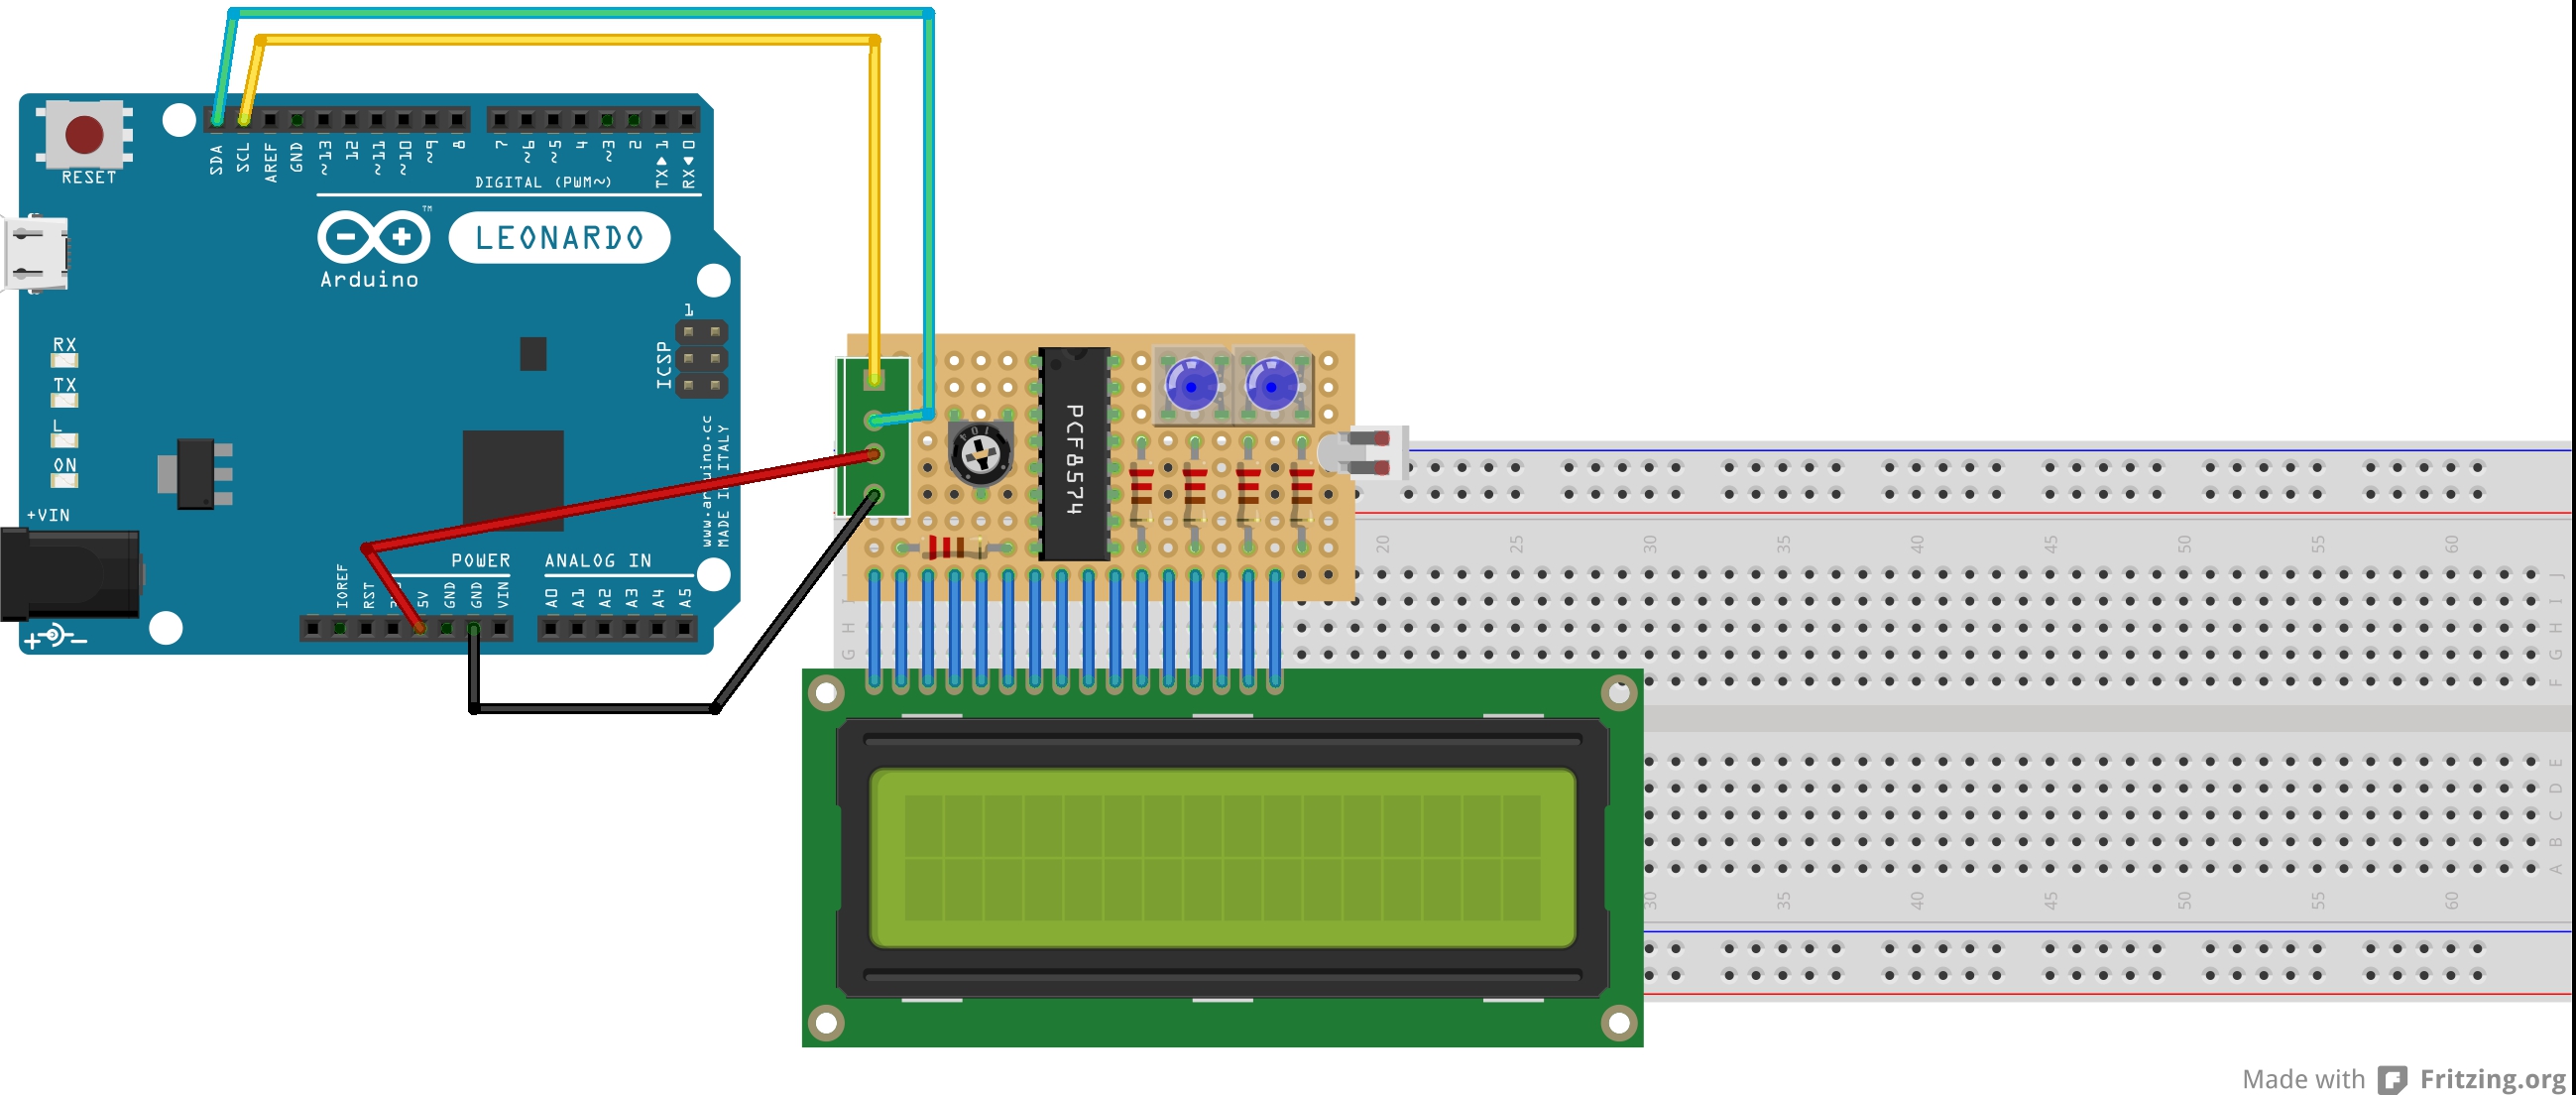 RESET
SDA
SCL
AREF
GND
~13
12
~11
~10
~9
8
7
~6
~5
4
~3
2
TX▶ 1
RX◀ 0
DIGITAL (PWM~)
TM
LEONARDO
Arduino
1
ICSP
RX
TX
L
ON
+VIN
www.arduino.cc
MADE IN ITALY
POWER
ANALOG IN
IOREF
RST
5V
GND
GND
VIN
A0
A1
A2
A3
A4
A5
104
PCF8574
20
25
30
35
40
45
50
55
60
J
I
H
G
F
J
I
H
G
F
E
D
C
B
A
30
35
40
45
50
55
60
Made with Fritzing.org